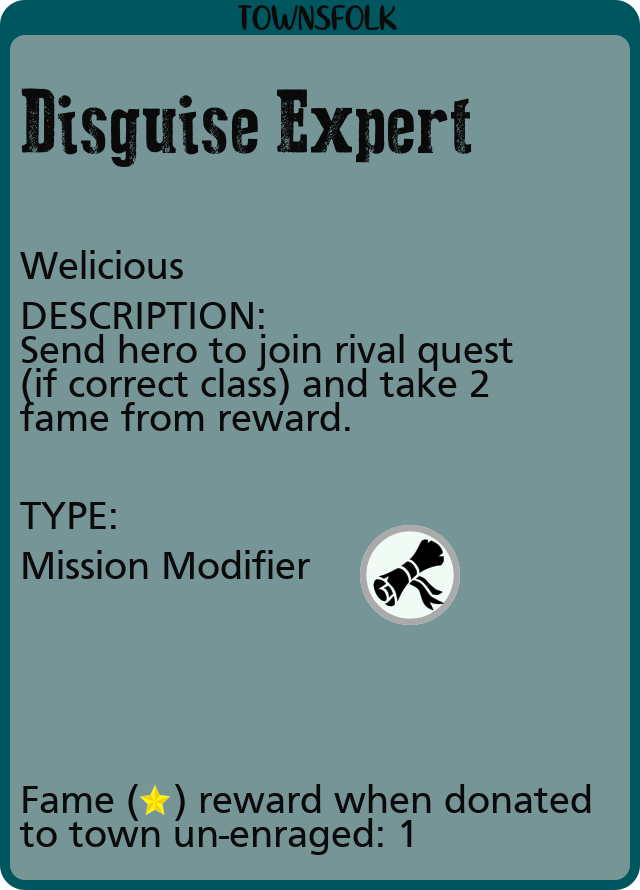 TOWNSFOLK
Disguise Expert
Welicious
DESCRIPTION:
Send hero to join rival quest
(if correct class) and take 2
fame from reward.
TYPE:
Mission Modifier
Fame (⭐) reward when donated
to town un-enraged: 1